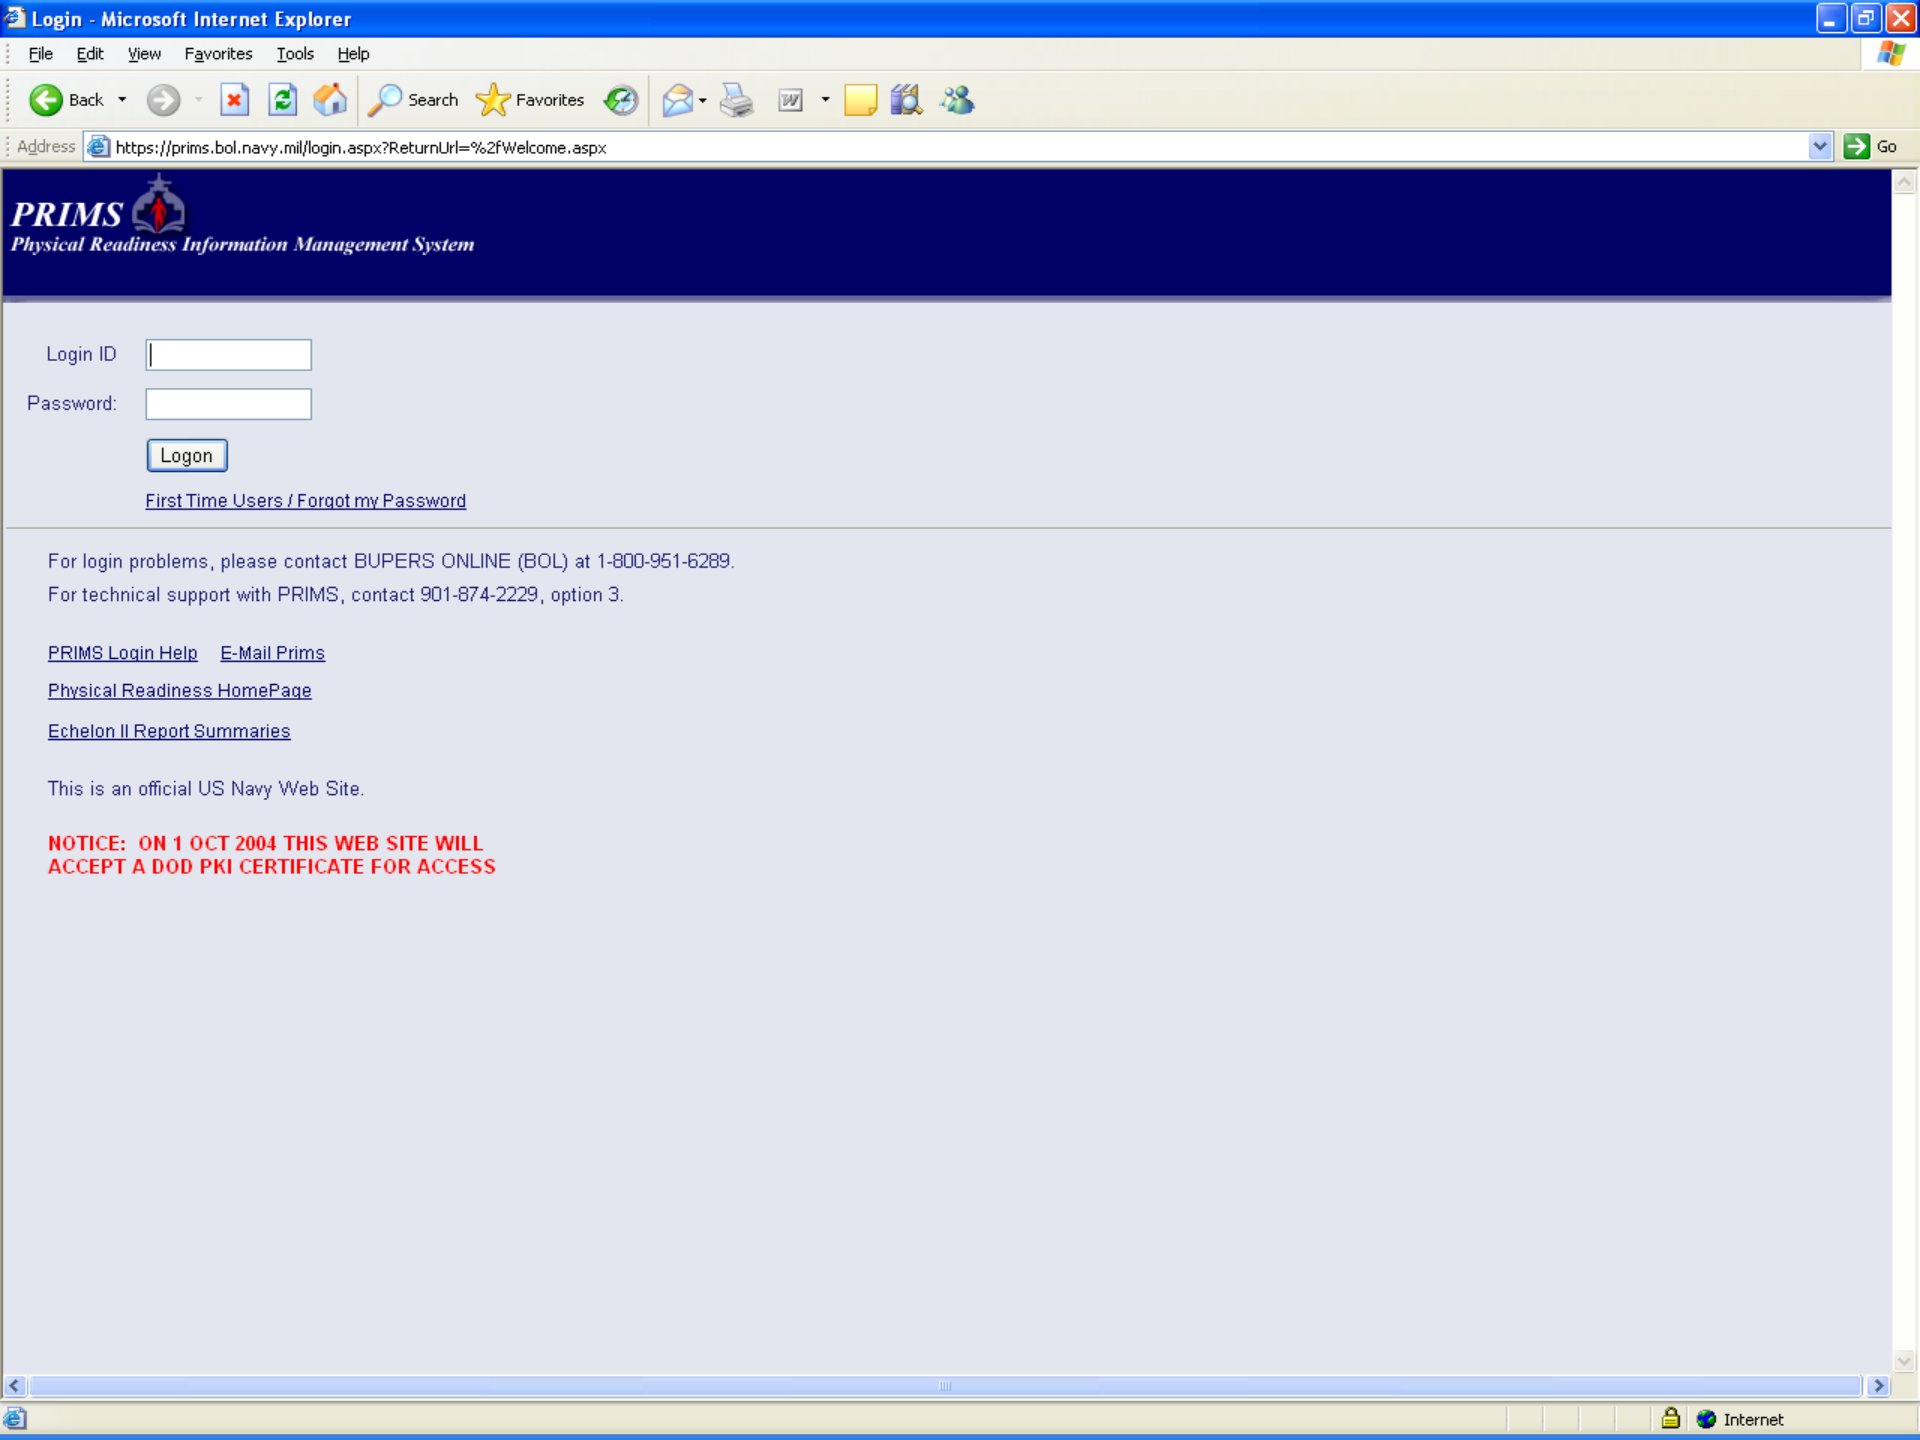 Login - Microsoft Internet Explorer
File Edit View Favorites Tools Help
Back Search Favorites
Address https://prims.bol.navy.mil/login.aspx?ReturnUrl=%2fWelcome.aspx Go
PRIMS
Physical Readiness Information Management System
Login ID
Password:
Logon
First Time Users / Forgot my Password
For login problems, please contact BUPERS ONLINE (BOL) at 1-800-951-6289.
For technical support with PRIMS, contact 901-874-2229, option 3.
PRIMS Login Help E-Mail Prims
Physical Readiness HomePage
Echelon II Report Summaries
This is an official US Navy Web Site.
NOTICE: ON 1 OCT 2004 THIS WEB SITE WILL
ACCEPT A DOD PKI CERTIFICATE FOR ACCESS
Internet